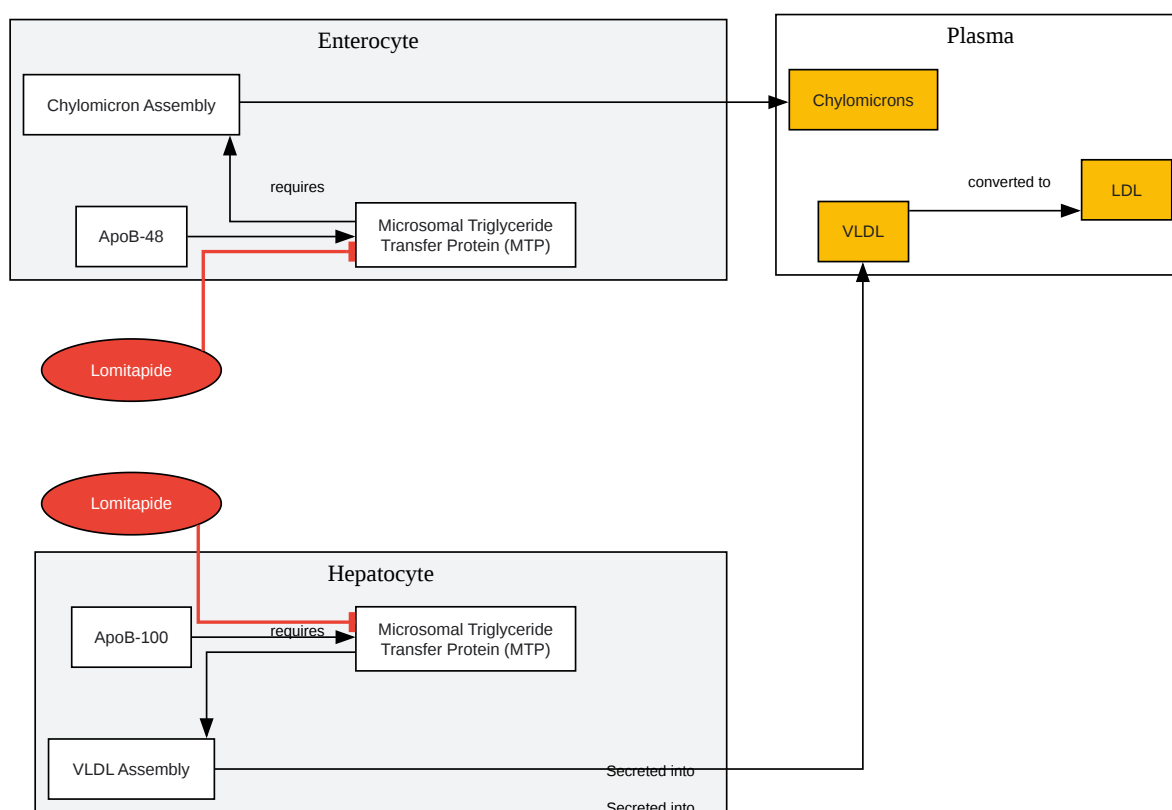 Enterocyte
Plasma
Chylomicron Assembly
Chylomicrons
requires
converted to
LDL
ApoB-48
Microsomal Triglyceride
Transfer Protein (MTP)
VLDL
Lomitapide
Lomitapide
Hepatocyte
ApoB-100
requires
Microsomal Triglyceride
Transfer Protein (MTP)
VLDL Assembly
Secreted into
Secreted into